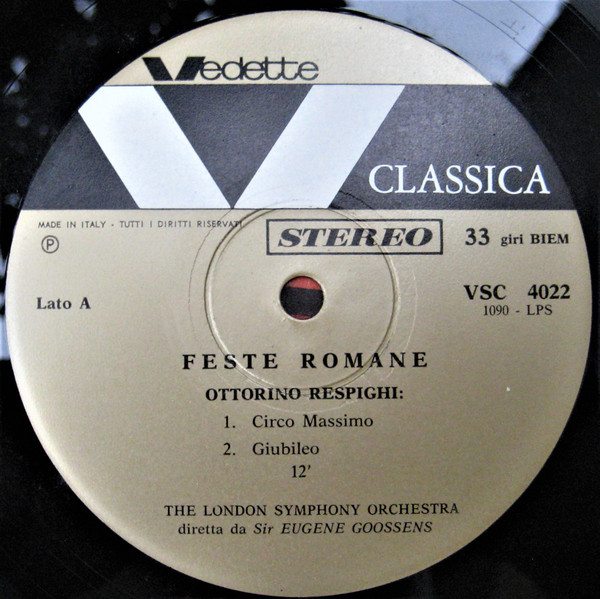 Vedette
CLASSICA
MADE IN ITALY - TUTTI I DIRITTI RISERVATI
Ⓟ
STEREO 33 giri BIEM
Lato A
VSC 4022
1090 - LPS
FESTE ROMANE
OTTORINO RESPIGHI:
1. Circo Massimo
2. Giubileo
12'
THE LONDON SYMPHONY ORCHESTRA
diretta da Sir EUGENE GOOSSENS